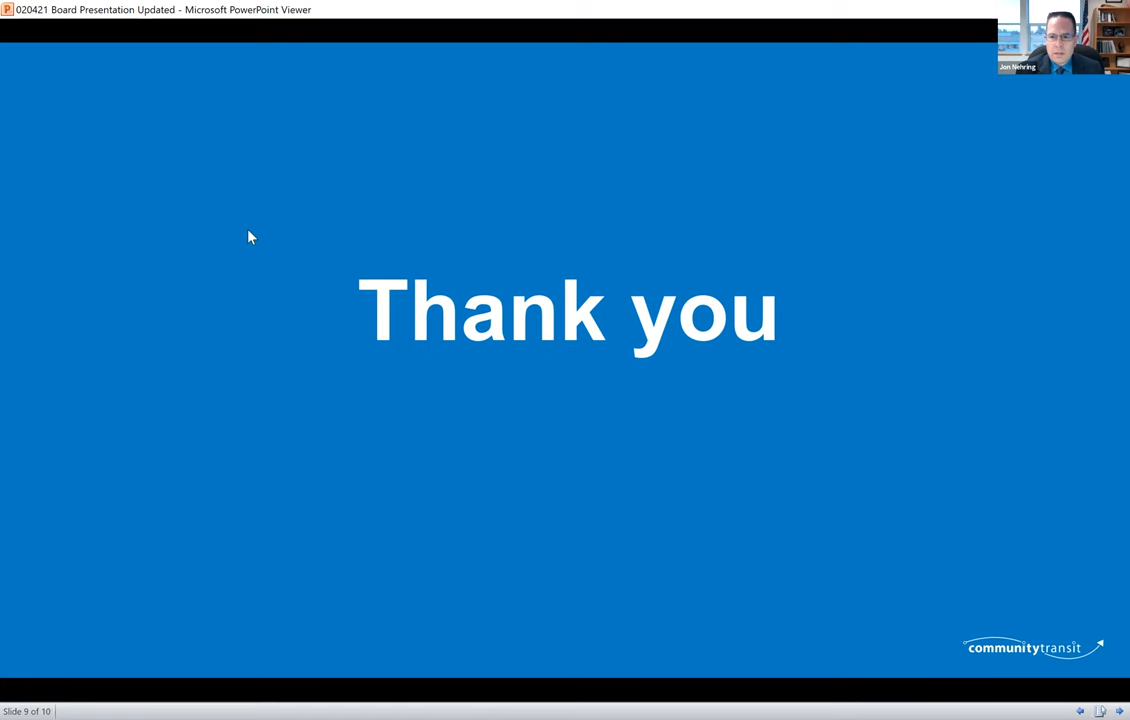 020421 Board Presentation Updated - Microsoft PowerPoint Viewer
Jon Nehring
Thank you
communitytransit
Slide 9 of 10